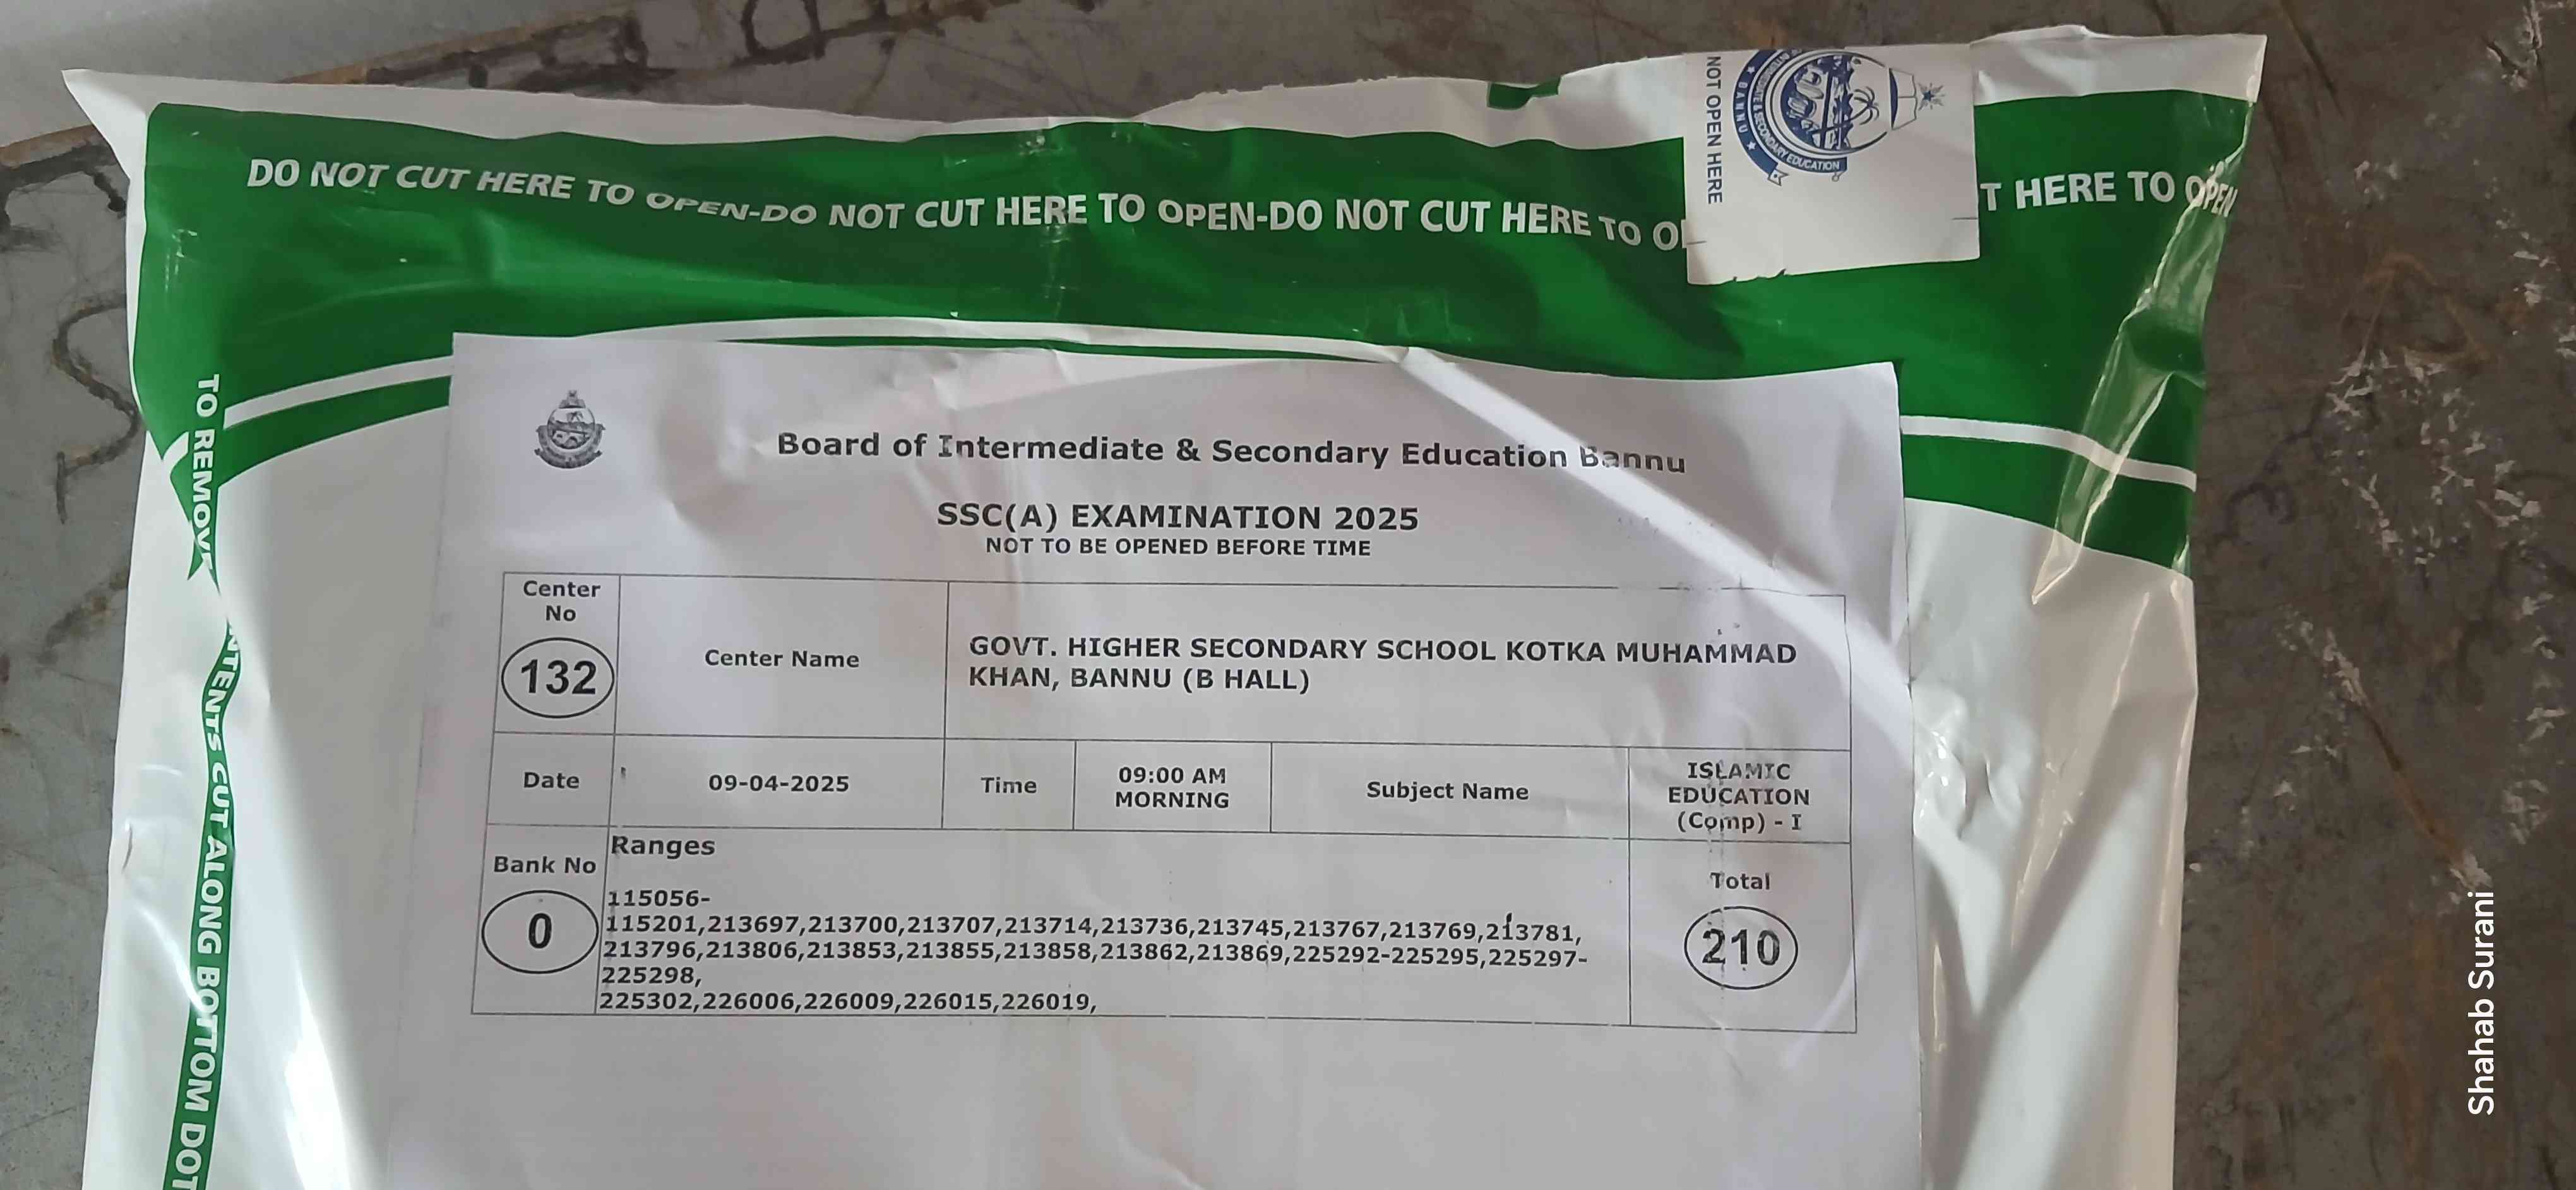 DO NOT CUT HERE TO OPEN-DO NOT CUT HERE TO OPEN-DO NOT CUT HERE TO
T HERE TO OPEN
NOT OPEN HERE
SECONDARY EDUCATION
BANNU
TO REMOVE
CUT ALONG BOTTOM
Board of Intermediate & Secondary Education Bannu
SSC(A) EXAMINATION 2025
NOT TO BE OPENED BEFORE TIME
Center
No
132
Center Name
GOVT. HIGHER SECONDARY SCHOOL KOTKA MUHAMMAD
KHAN, BANNU (B HALL)
Date
09-04-2025
Time
09:00 AM
MORNING
Subject Name
ISLAMIC
EDUCATION
(Comp) - I
Bank No
0
Ranges
115056-
115201,213697,213700,213707,213714,213736,213745,213767,213769,213781,
213796,213806,213853,213855,213858,213862,213869,225292-225295,225297-
225298,
225302,226006,226009,226015,226019,
Total
210
Shahab Surani